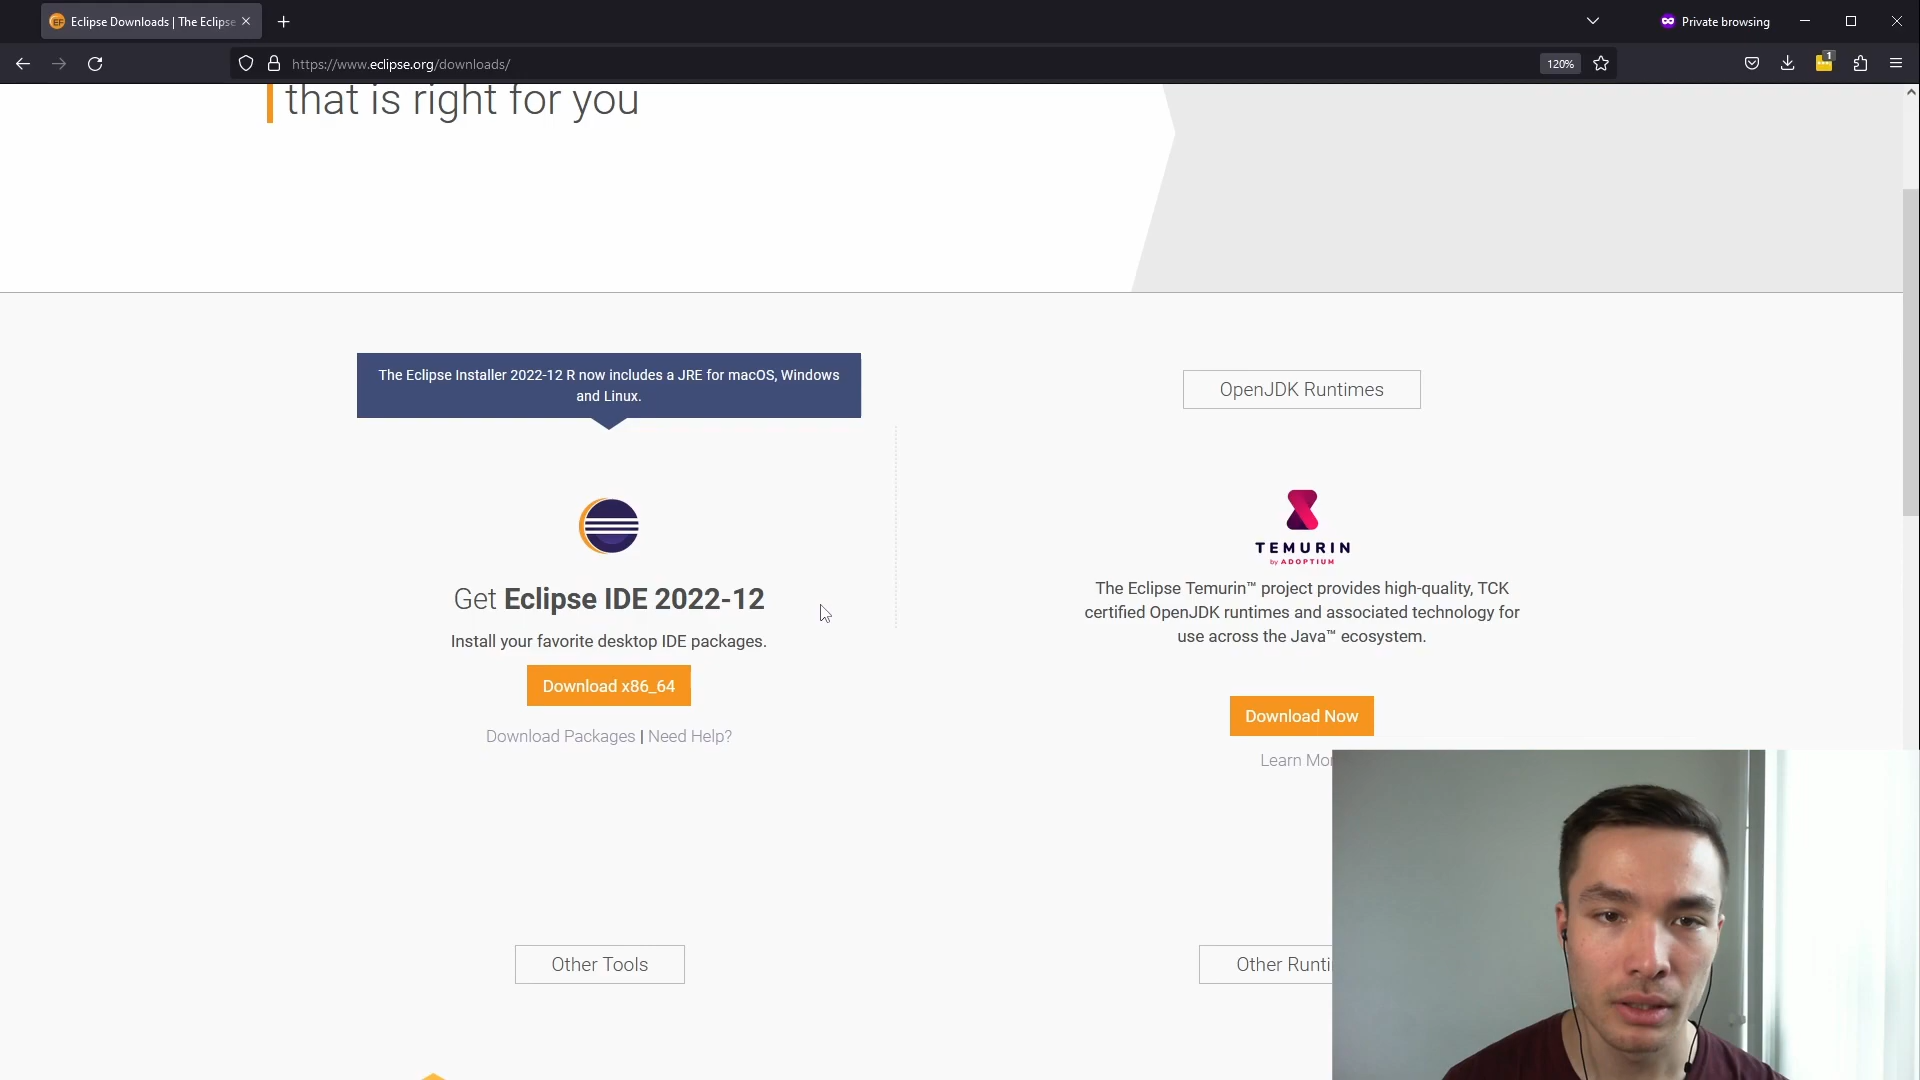 EF
Eclipse Downloads | The Eclipse
Private browsing
https://www.eclipse.org/downloads/
120%
1
that is right for you
The Eclipse Installer 2022-12 R now includes a JRE for macOS, Windows
and Linux.
Get Eclipse IDE 2022-12
Install your favorite desktop IDE packages.
Download x86_64
Download Packages | Need Help?
OpenJDK Runtimes
TEMURIN
by ADOPTIUM
The Eclipse Temurin™ project provides high-quality, TCK
certified OpenJDK runtimes and associated technology for
use across the Java™ ecosystem.
Download Now
Learn Mor
Other Tools
Other Runti